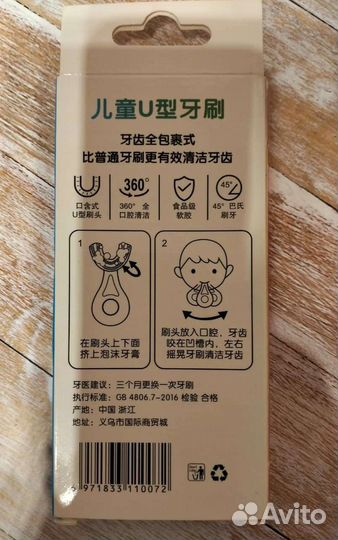 儿童U型牙刷
牙齿全包裹式
比普通牙刷更有效清洁牙齿
360°
45°
口含式
U型刷头
360° 全
口腔清洁
食品级
软胶
45° 巴氏
刷牙
1
2
在刷头上下面
挤上泡沫牙膏
刷头放入口腔，牙齿
咬在凹槽内，左右
摇晃牙刷清洁牙齿
牙医建议：三个月更换一次牙刷
执行标准：GB 4806.7-2016 检验 合格
产地：中国 浙江
地址：义乌市国际商贸城
6 971833 110072
Avito